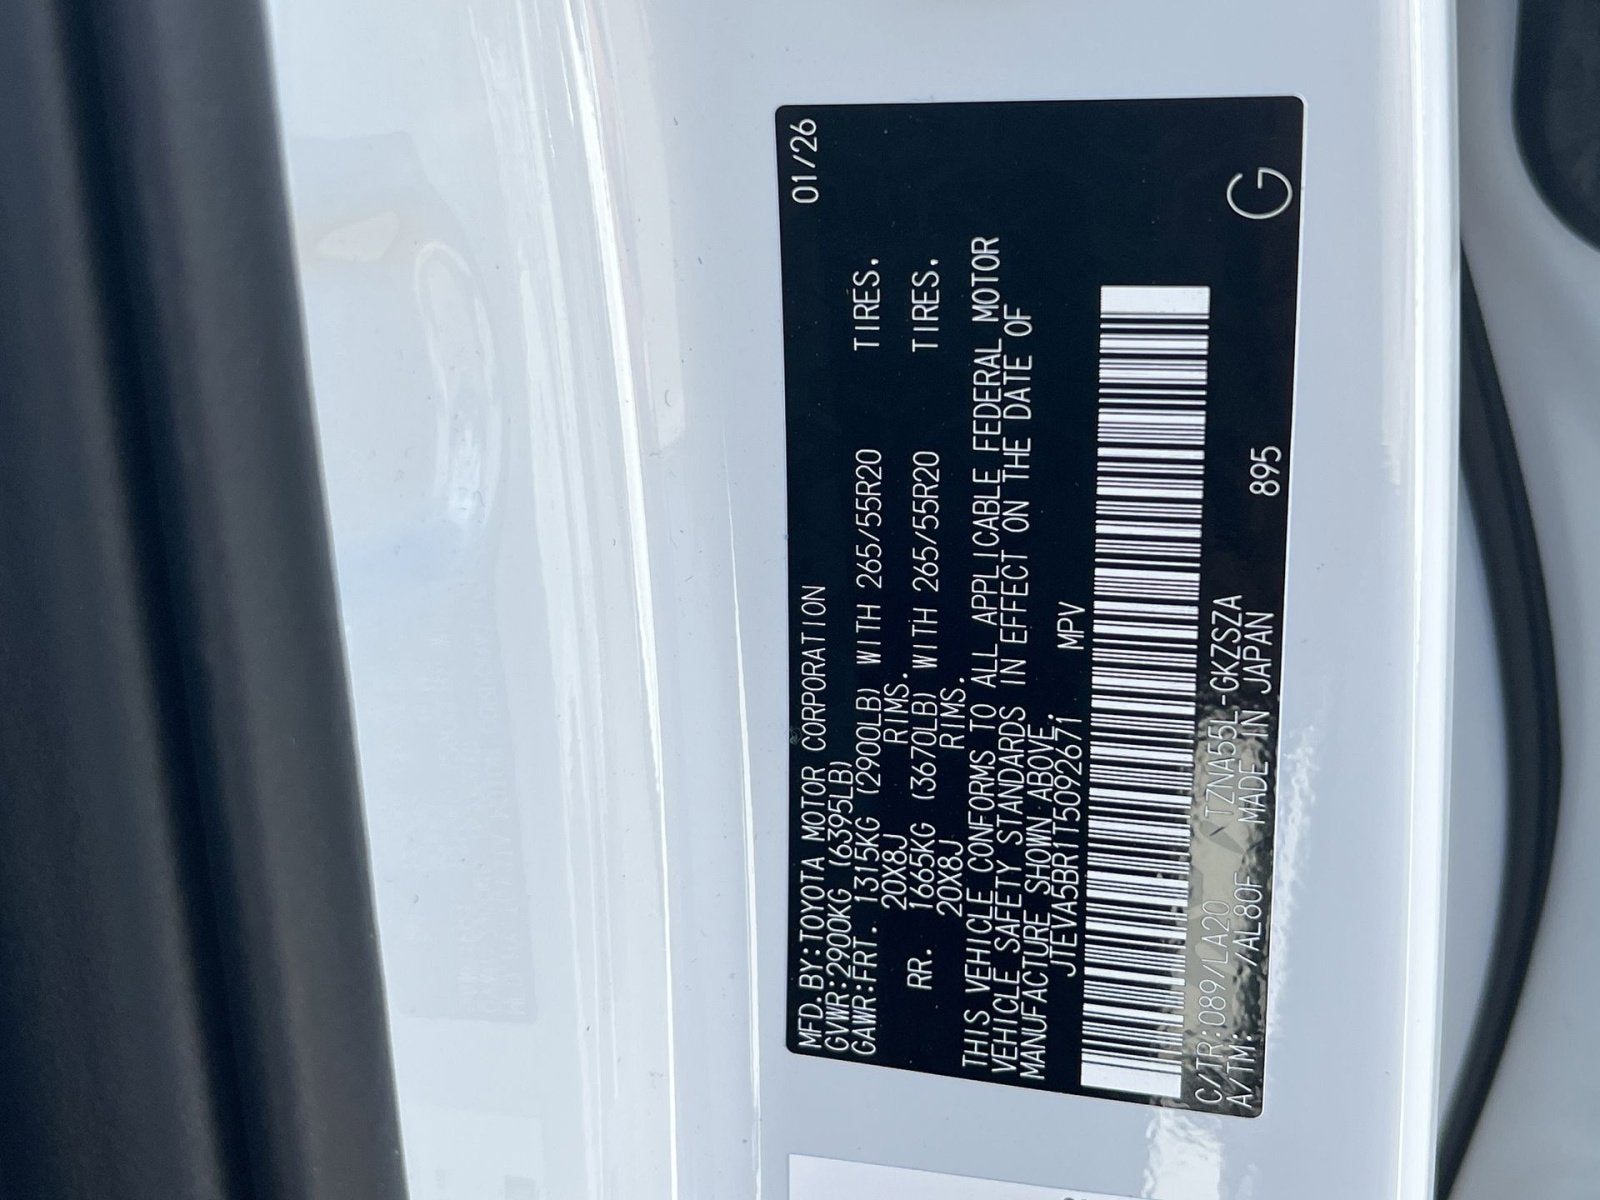 MFD.BY:TOYOTA MOTOR CORPORATION 01/26
GVWR:2900KG (6395LB)
GAWR:FRT. 1315KG (2900LB) WITH 265/55R20 TIRES.
20X8J RIMS.
RR. 1665KG (3670LB) WITH 265/55R20 TIRES.
20X8J RIMS.
THIS VEHICLE CONFORMS TO ALL APPLICABLE FEDERAL MOTOR
VEHICLE SAFETY STANDARDS IN EFFECT ON THE DATE OF
MANUFACTURE SHOWN ABOVE.
JTEVA5BR1T5092671 MPV
C/TR:089/LA20 TZNA55L-GKZSZA
A/TM: /AL80F MADE IN JAPAN 895
G